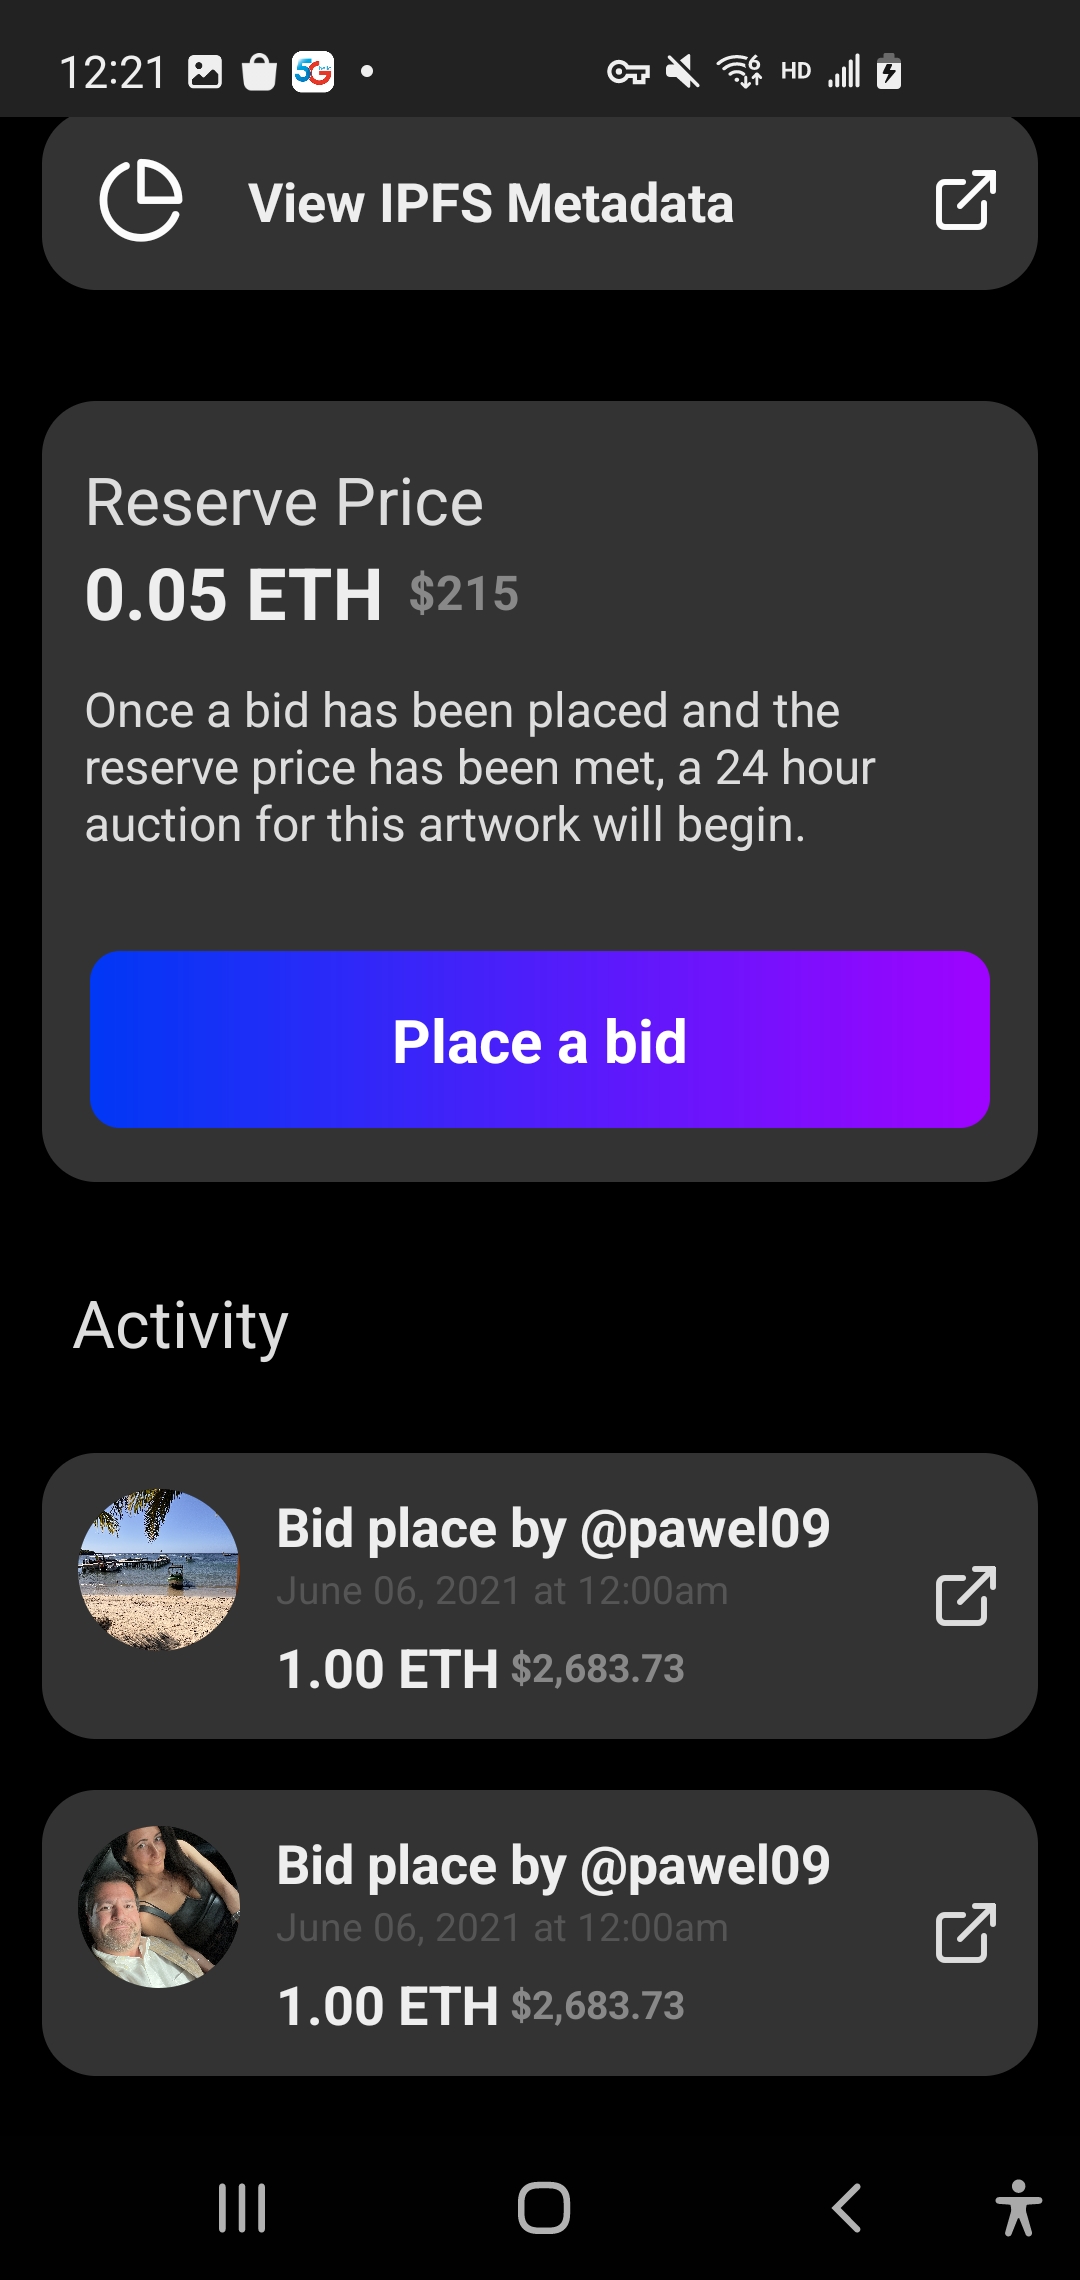 12:21
5G
6
HD
View IPFS Metadata
Reserve Price
0.05 ETH $215
Once a bid has been placed and the
reserve price has been met, a 24 hour
auction for this artwork will begin.
Place a bid
Activity
Bid place by @pawel09
June 06, 2021 at 12:00am
1.00 ETH $2,683.73
Bid place by @pawel09
June 06, 2021 at 12:00am
1.00 ETH $2,683.73